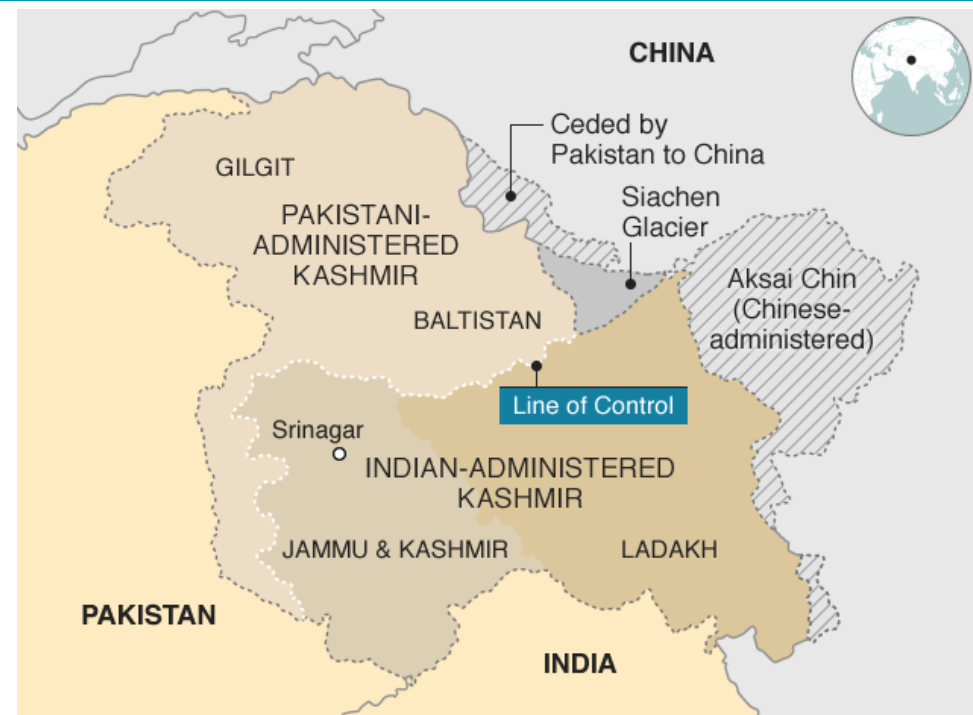 CHINA
Ceded by
Pakistan to China
GILGIT
Siachen
Glacier
PAKISTANI-
ADMINISTERED
KASHMIR
Aksai Chin
(Chinese-
administered)
BALTISTAN
Line of Control
Srinagar
INDIAN-ADMINISTERED
KASHMIR
JAMMU & KASHMIR
LADAKH
PAKISTAN
INDIA